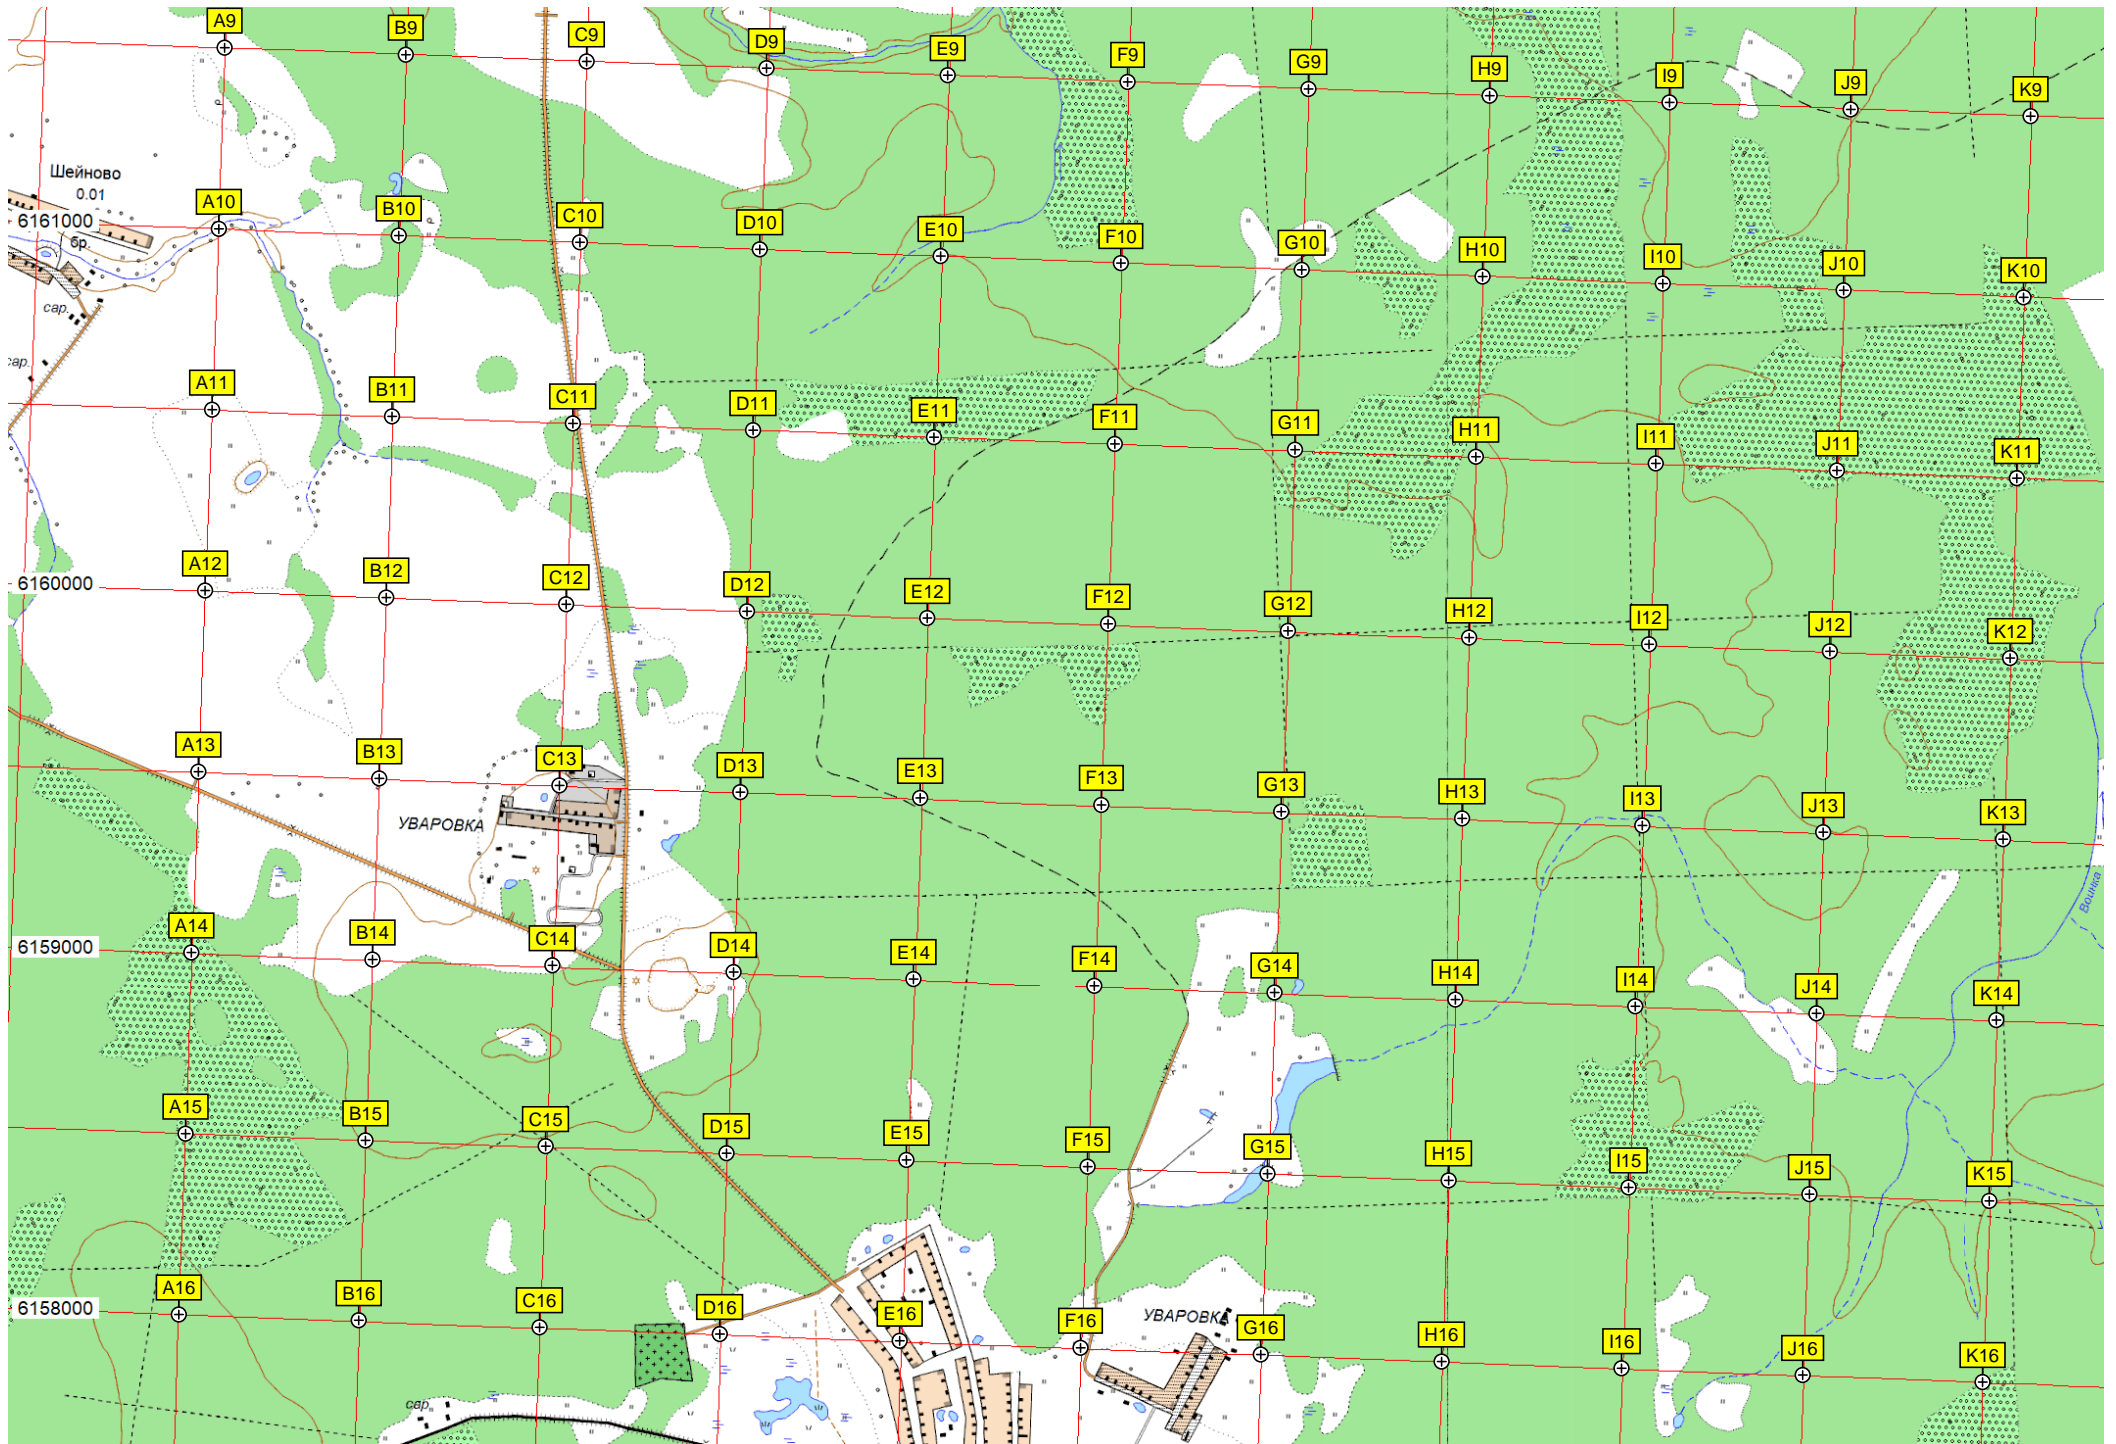 A9 B9 C9 D9 E9 F9 G9 H9 I9 J9 K9
Шейново
0.01
6161000
бр.
A10 B10 C10 D10 E10 F10 G10 H10 I10 J10 K10
сар.
сар.
A11 B11 C11 D11 E11 F11 G11 H11 I11 J11 K11
6160000
A12 B12 C12 D12 E12 F12 G12 H12 I12 J12 K12
A13 B13 C13 D13 E13 F13 G13 H13 I13 J13 K13
УВАРОВКА
Воинка
6159000
A14 B14 C14 D14 E14 F14 G14 H14 I14 J14 K14
A15 B15 C15 D15 E15 F15 G15 H15 I15 J15 K15
6158000
УВАРОВКА
A16 B16 C16 D16 E16 F16 G16 H16 I16 J16 K16
сар.